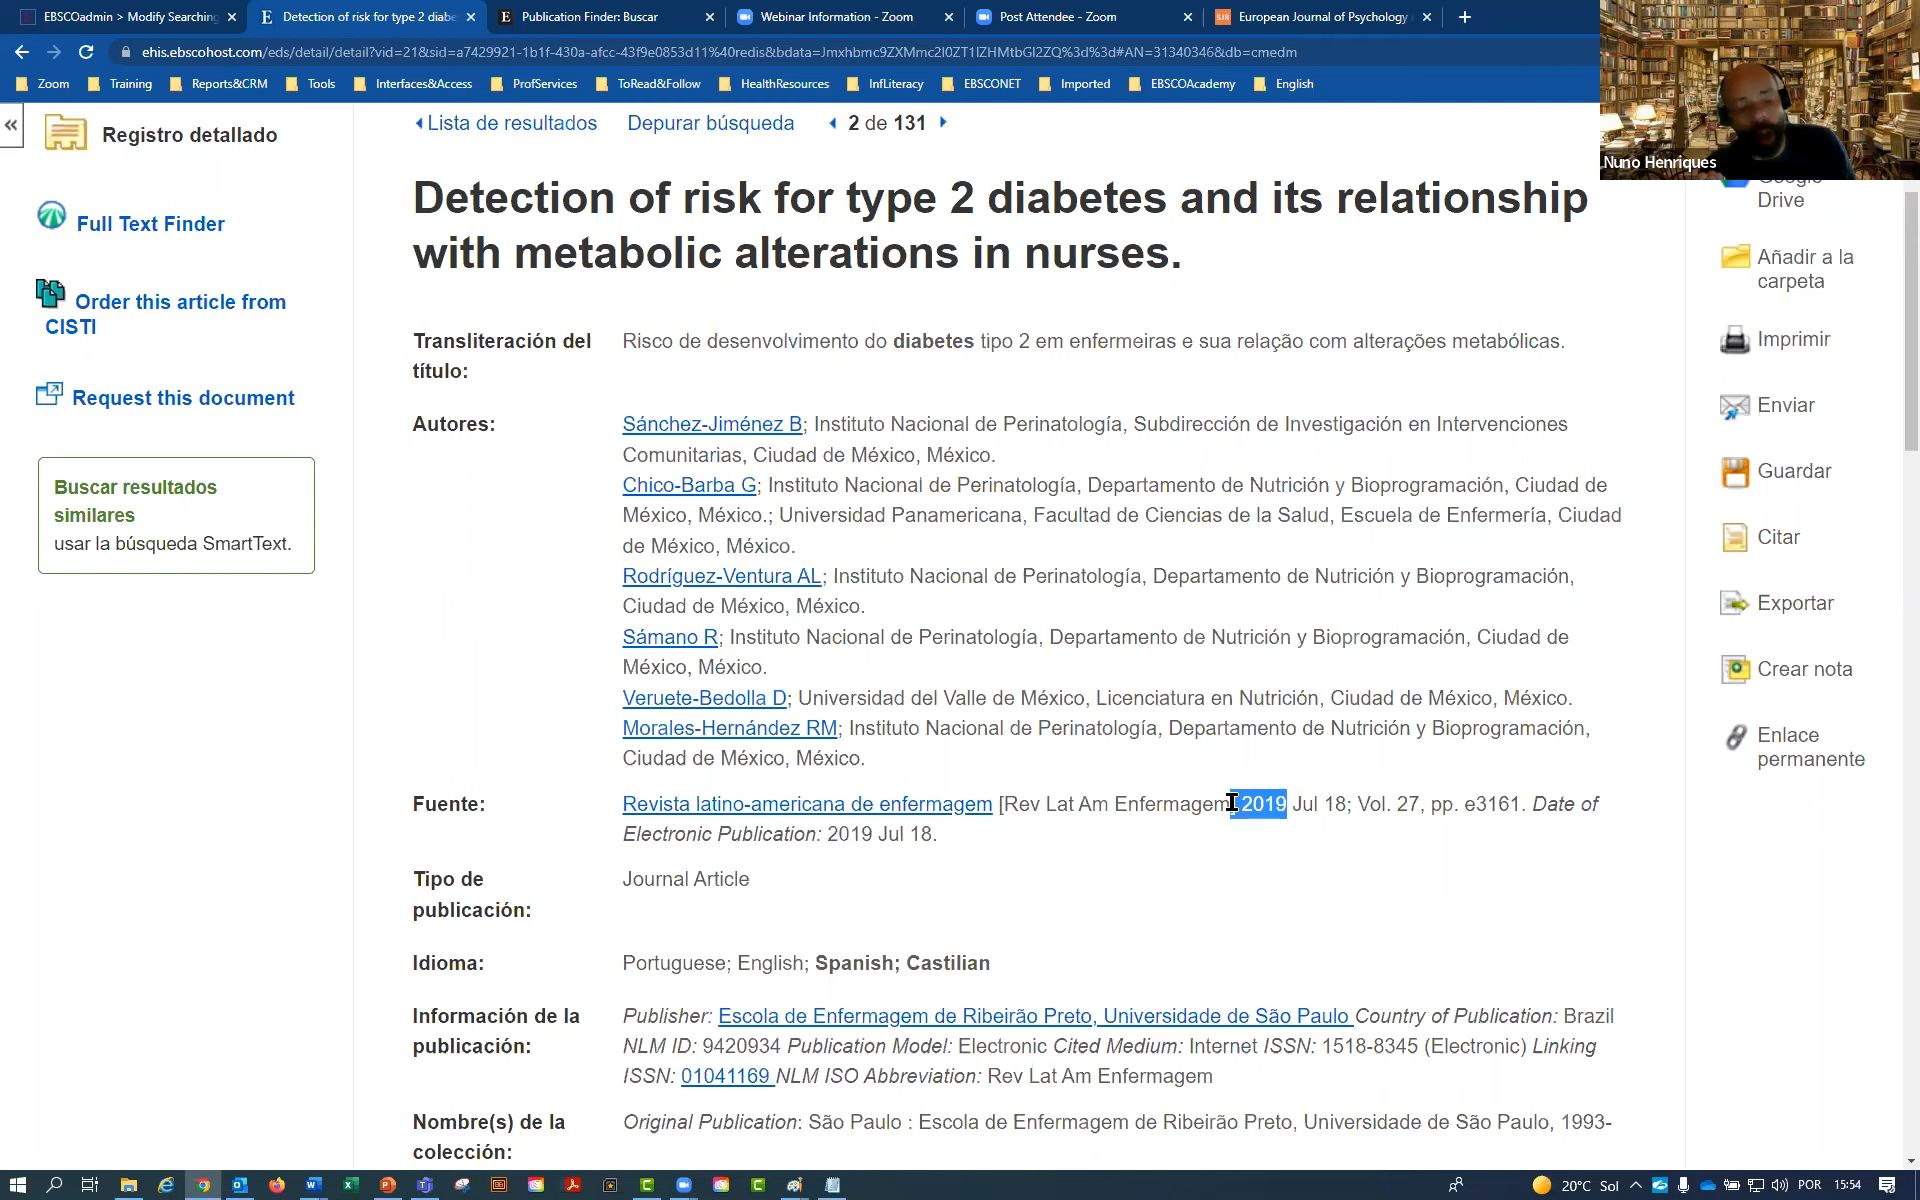 EBSCOadmin > Modify Searching
Detection of risk for type 2 diabe
Publication Finder: Buscar
Webinar Information - Zoom
Post Attendee - Zoom
European Journal of Psychology
ehis.ebscohost.com/eds/detail/detail?vid=21&sid=a7429921-1b1f-430a-afcc-43f9e0853d11%40redis&bdata=Jmxhbmc9ZXMmc2l0ZT1lZHMtbGl2ZQ%3d%3d#AN=31340346&db=cmedm
Zoom
Training
Reports&CRM
Tools
Interfaces&Access
ProfServices
ToRead&Follow
HealthResources
InfLiteracy
EBSCONET
Imported
EBSCOAcademy
English
Nuno Henriques
Registro detallado
Full Text Finder
Order this article from
CISTI
Request this document
Buscar resultados
similares
usar la búsqueda SmartText.
Lista de resultados
Depurar búsqueda
2 de 131
Detection of risk for type 2 diabetes and its relationship
with metabolic alterations in nurses.
Transliteración del
título:
Risco de desenvolvimento do diabetes tipo 2 em enfermeiras e sua relação com alterações metabólicas.
Autores:
Sánchez-Jiménez B; Instituto Nacional de Perinatología, Subdirección de Investigación en Intervenciones
Comunitarias, Ciudad de México, México.
Chico-Barba G; Instituto Nacional de Perinatología, Departamento de Nutrición y Bioprogramación, Ciudad de
México, México.; Universidad Panamericana, Facultad de Ciencias de la Salud, Escuela de Enfermería, Ciudad
de México, México.
Rodríguez-Ventura AL; Instituto Nacional de Perinatología, Departamento de Nutrición y Bioprogramación,
Ciudad de México, México.
Sámano R; Instituto Nacional de Perinatología, Departamento de Nutrición y Bioprogramación, Ciudad de
México, México.
Veruete-Bedolla D; Universidad del Valle de México, Licenciatura en Nutrición, Ciudad de México, México.
Morales-Hernández RM; Instituto Nacional de Perinatología, Departamento de Nutrición y Bioprogramación,
Ciudad de México, México.
Fuente:
Revista latino-americana de enfermagem [Rev Lat Am Enfermagem] 2019 Jul 18; Vol. 27, pp. e3161. Date of
Electronic Publication: 2019 Jul 18.
Tipo de
publicación:
Journal Article
Idioma:
Portuguese; English; Spanish; Castilian
Información de la
publicación:
Publisher: Escola de Enfermagem de Ribeirão Preto, Universidade de São Paulo Country of Publication: Brazil
NLM ID: 9420934 Publication Model: Electronic Cited Medium: Internet ISSN: 1518-8345 (Electronic) Linking
ISSN: 01041169 NLM ISO Abbreviation: Rev Lat Am Enfermagem
Nombre(s) de la
colección:
Original Publication: São Paulo : Escola de Enfermagem de Ribeirão Preto, Universidade de São Paulo, 1993-
Google
Drive
Añadir a la
carpeta
Imprimir
Enviar
Guardar
Citar
Exportar
Crear nota
Enlace
permanente
20°C Sol
POR
15:54